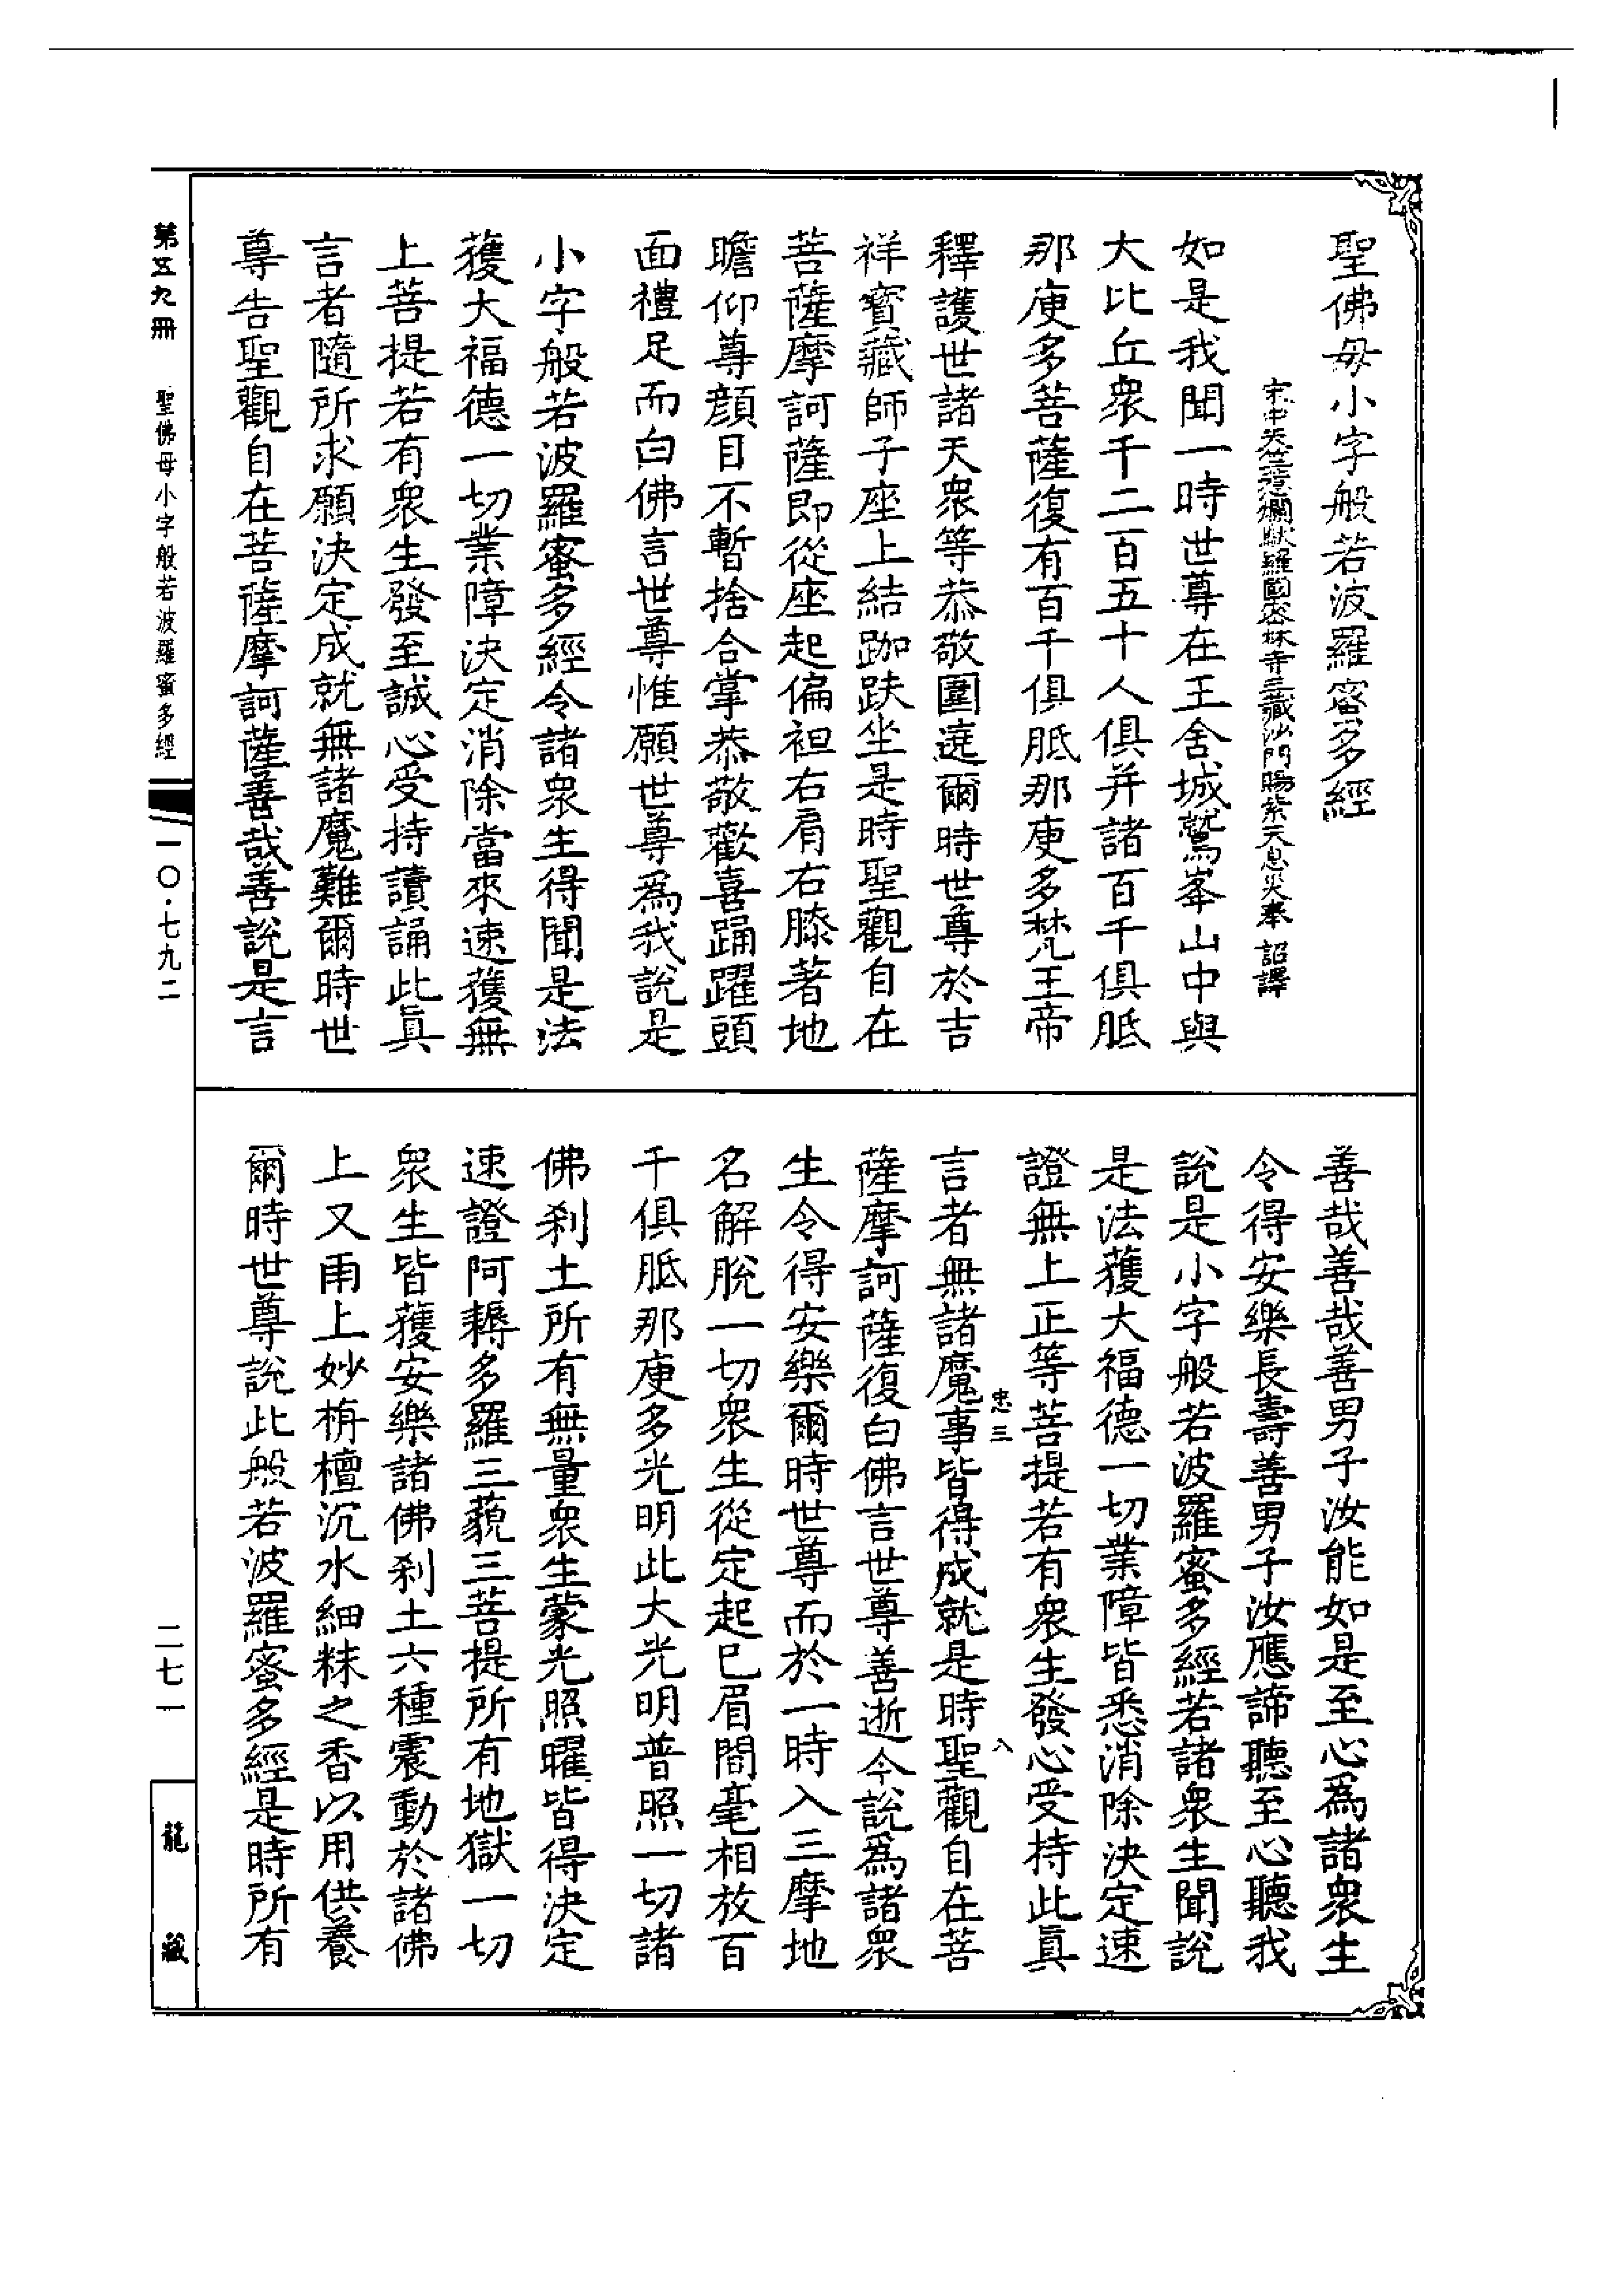 聖佛母小字般若波羅密多經
宋中天竺惹爛馱羅國密林寺三藏沙門賜紫天息災奉 詔譯
如是我聞一時世尊在王舍城鷲峯山中與
大比丘衆千二百五十人俱并諸百千俱胝
那庾多菩薩復有百千俱胝那庾多梵王帝
釋護世諸天衆等恭敬圍遶爾時世尊於吉
祥寳藏師子座上結跏趺坐是時聖觀自在
菩薩摩訶薩即從座起偏袒右肩右膝著地
瞻仰尊顏目不暫捨合掌恭敬歡喜踊躍頭
面禮足而白佛言世尊惟願世尊爲我說是
小字般若波羅蜜多經令諸衆生得聞是法
獲大福德一切業障決定消除當來速獲無
上菩提若有衆生發至誠心受持讀誦此眞
言者隨所求願決定成就無諸魔難爾時世
尊告聖觀自在菩薩摩訶薩善哉善說是言
善哉善哉善男子汝能如是至心爲諸衆生
令得安樂長壽善男子汝應諦聽至心聽我
說是小字般若波羅蜜多經若諸衆生聞說
是法獲大福德一切業障皆悉消除決定速
證無上正等菩提若有衆生發心受持此眞
忠三 八
言者無諸魔事皆得成就是時聖觀自在菩
薩摩訶薩復白佛言世尊善逝今說爲諸衆
生令得安樂爾時世尊而於一時入三摩地
名解脫一切衆生從定起已眉間毫相放百
千俱胝那庾多光明此大光明普照一切諸
佛刹土所有無量衆生蒙光照曜皆得決定
速證阿耨多羅三藐三菩提所有地獄一切
衆生皆獲安樂諸佛刹土六種震動於諸佛
上又雨上妙栴檀沉水細粖之香以用供養
爾時世尊說此般若波羅蜜多經是時所有
第五九冊 聖佛母小字般若波羅蜜多經 一〇·七九二
二七一
龍藏